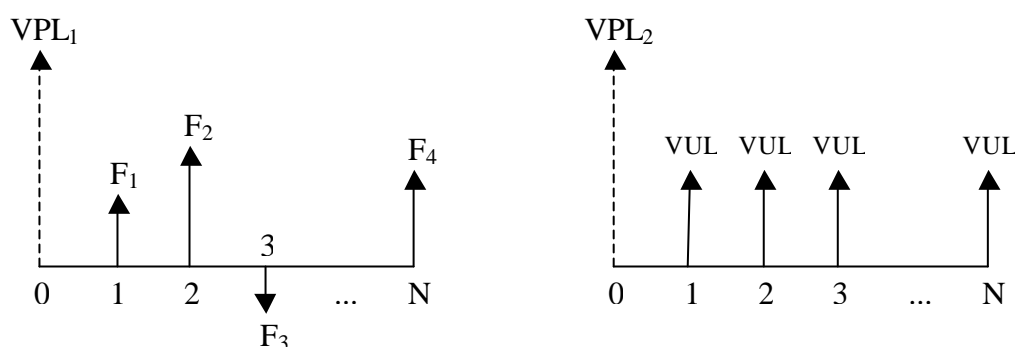 VPL₁ VPL₂
F₂
F₁ F₄ VUL VUL VUL VUL
3
0 1 2 ... N 0 1 2 3 ... N
F₃